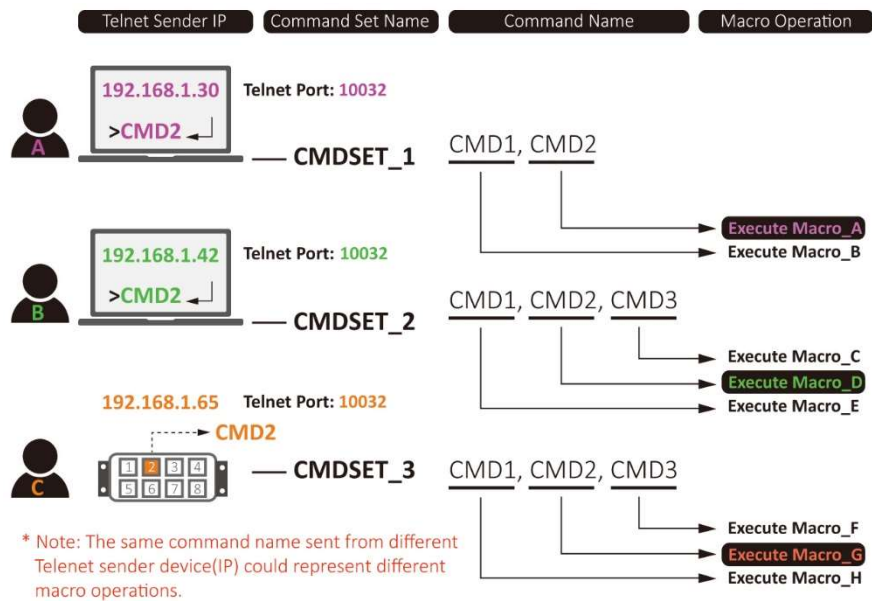 Telnet Sender IP Command Set Name Command Name Macro Operation
192.168.1.30 Telnet Port: 10032
>CMD2
A
CMDSET_1 CMD1, CMD2
Execute Macro_A
Execute Macro_B
192.168.1.42 Telnet Port: 10032
>CMD2
B
CMDSET_2 CMD1, CMD2, CMD3
Execute Macro_C
Execute Macro_D
Execute Macro_E
192.168.1.65 Telnet Port: 10032
CMD2
1 2 3 4
5 6 7 8
C
CMDSET_3 CMD1, CMD2, CMD3
Execute Macro_F
Execute Macro_G
Execute Macro_H
* Note: The same command name sent from different
Telenet sender device(IP) could represent different
macro operations.